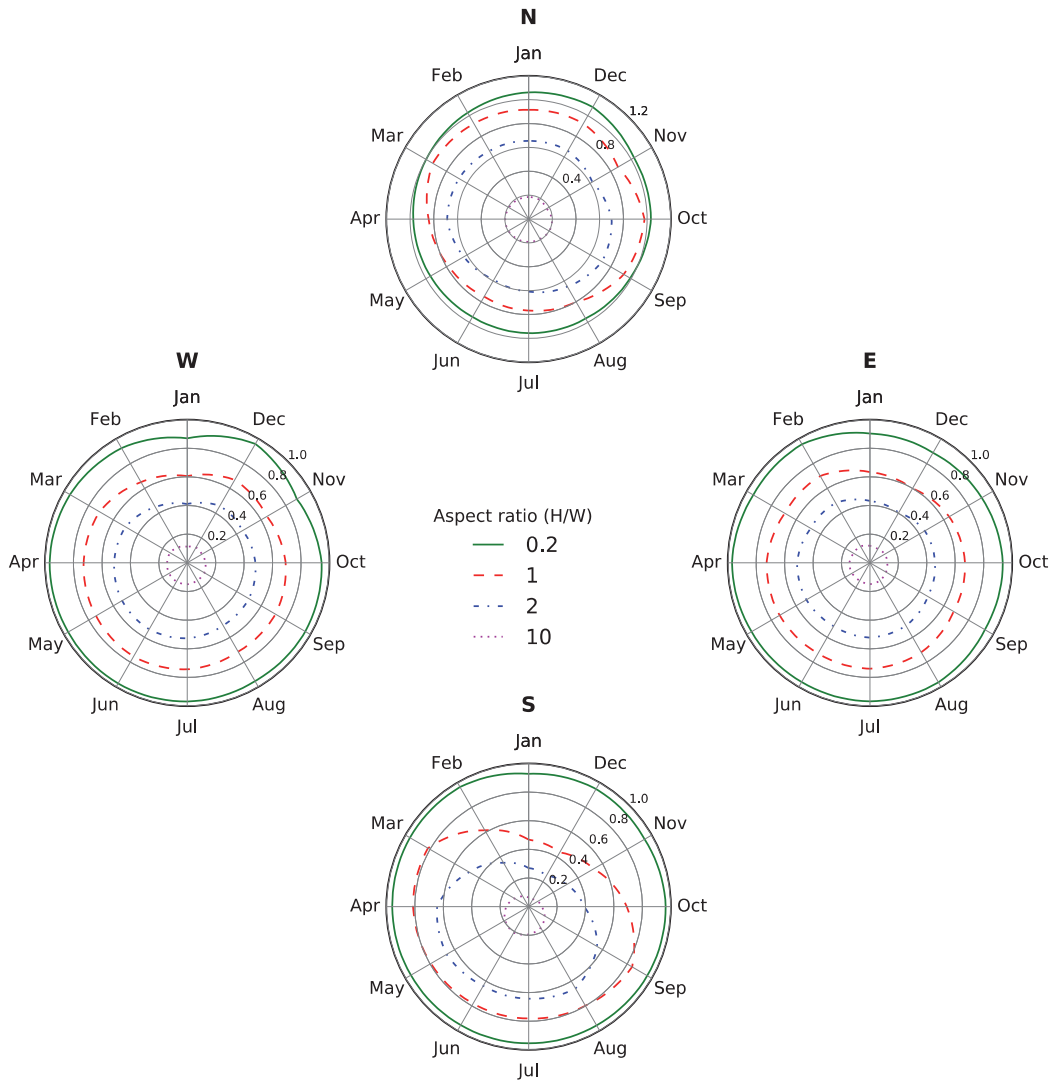 N
Jan
Feb Dec
1.2
Mar 0.8 Nov
0.4
Apr Oct
May Sep
Jun Aug
Jul
W
Jan
Feb Dec
1.0
Mar 0.8 Nov
0.6
0.4
0.2
Apr Oct
May Sep
Jun Aug
Jul
E
Jan
Feb Dec
1.0
Mar 0.8 Nov
0.6
0.4
0.2
Apr Oct
May Sep
Jun Aug
Jul
Aspect ratio (H/W)
0.2
1
2
10
S
Jan
Feb Dec
1.0
Mar 0.8 Nov
0.6
0.4
0.2
Apr Oct
May Sep
Jun Aug
Jul